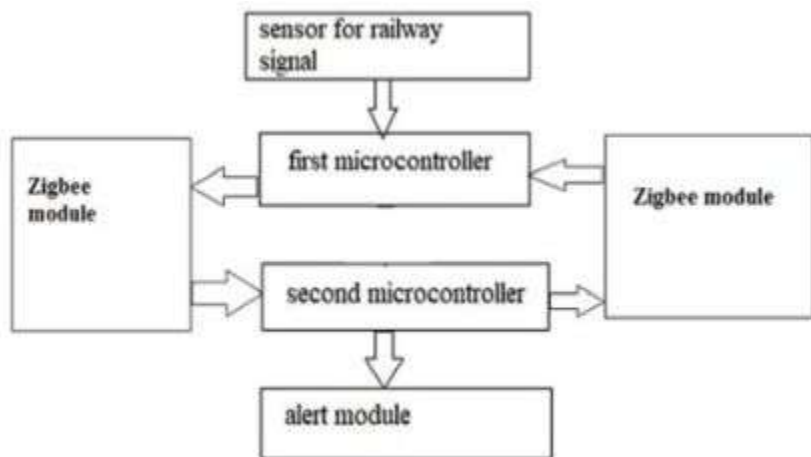 sensor for railway
signal
first microcontroller
Zigbee
module
Zigbee module
second microcontroller
alert module